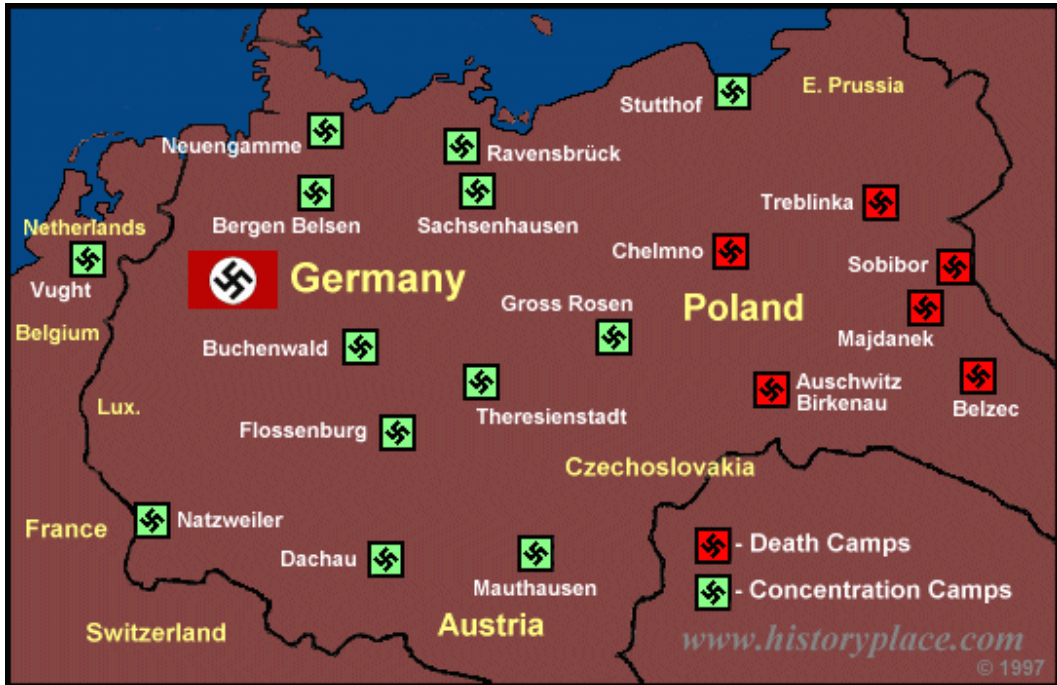 E. Prussia
Stutthof
Neuengamme
Ravensbrück
Treblinka
Netherlands
Bergen Belsen
Sachsenhausen
Chelmno
Sobibor
Vught
Germany
Gross Rosen
Poland
Belgium
Buchenwald
Majdanek
Lux.
Theresienstadt
Auschwitz
Birkenau
Belzec
Flossenburg
Czechoslovakia
France
Natzweiler
Dachau
Mauthausen
- Death Camps
- Concentration Camps
Switzerland
Austria
www.historyplace.com
© 1997